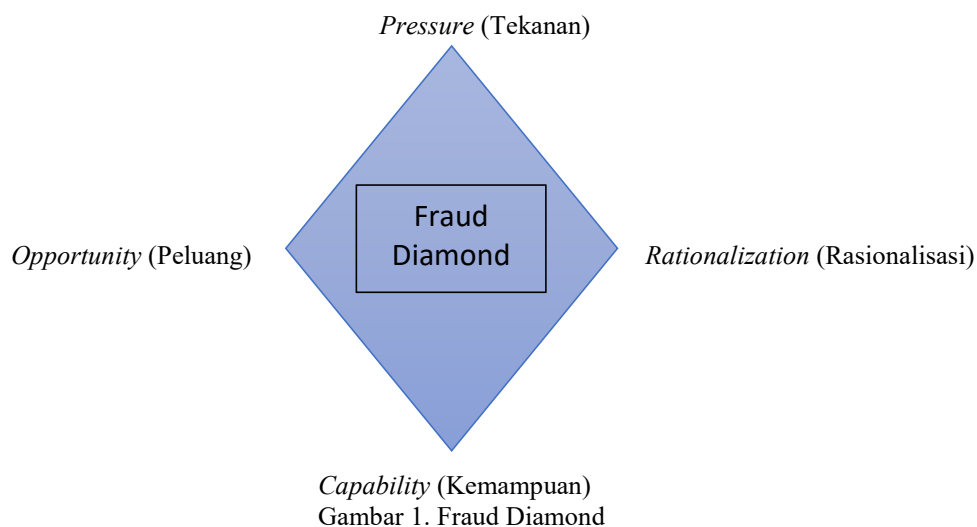 Pressure (Tekanan)
Fraud
Diamond
Opportunity (Peluang)
Rationalization (Rasionalisasi)
Capability (Kemampuan)
Gambar 1. Fraud Diamond